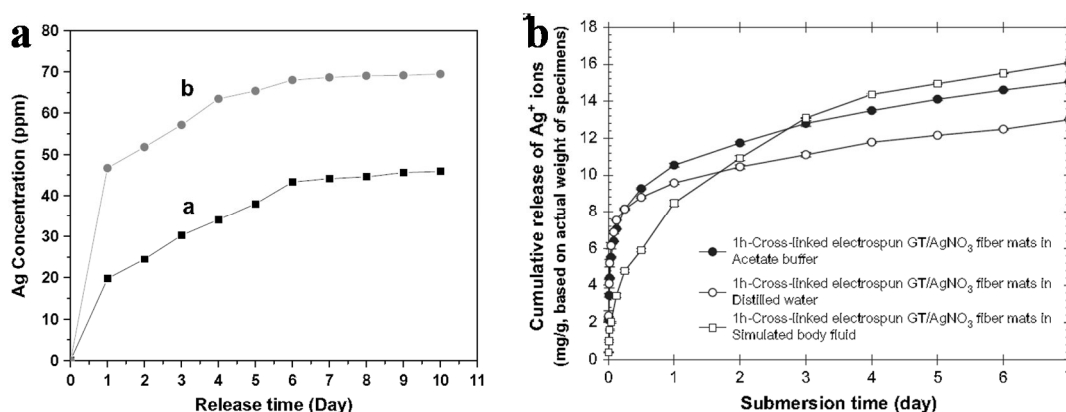 a
80
70
60
50
40
30
20
10
0
Ag Concentration (ppm)
b
a
0 1 2 3 4 5 6 7 8 9 10 11
Release time (Day)
b
18
16
14
12
10
8
6
4
2
0
Cumulative release of Ag⁺ ions
(mg/g, based on actual weight of specimens)
1h-Cross-linked electrospun GT/AgNO₃ fiber mats in
Acetate buffer
1h-Cross-linked electrospun GT/AgNO₃ fiber mats in
Distilled water
1h-Cross-linked electrospun GT/AgNO₃ fiber mats in
Simulated body fluid
0 1 2 3 4 5 6
Submersion time (day)